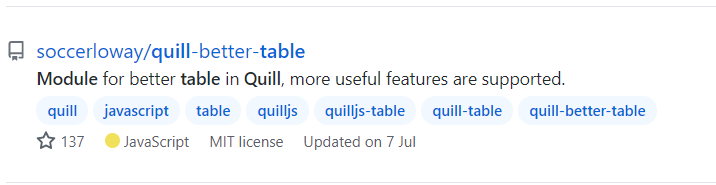 soccerloway/quill-better-table
Module for better table in Quill, more useful features are supported.
quill javascript table quilljs quilljs-table quill-table quill-better-table
137 JavaScript MIT license Updated on 7 Jul